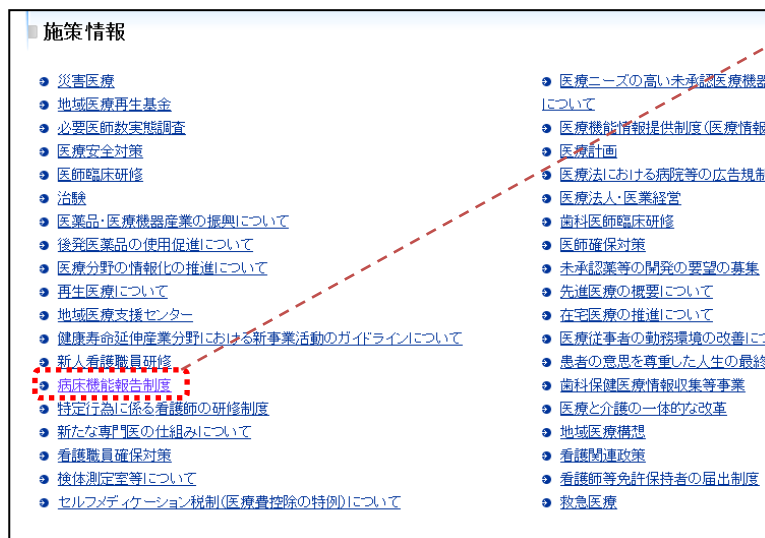 施策情報
災害医療
地域医療再生基金
必要医師数実態調査
医療安全対策
医師臨床研修
治験
医薬品・医療機器産業の振興について
後発医薬品の使用促進について
医療分野の情報化の推進について
再生医療について
地域医療支援センター
健康寿命延伸産業分野における新事業活動のガイドラインについて
新人看護職員研修
病床機能報告制度
特定行為に係る看護師の研修制度
新たな専門医の仕組みについて
看護職員確保対策
検体測定室等について
セルフメディケーション税制(医療費控除の特例)について
医療ニーズの高い未承認医療機器
について
医療機能情報提供制度(医療情報
医療計画
医療法における病院等の広告規制
医療法人・医業経営
歯科医師臨床研修
医師確保対策
未承認薬等の開発の要望の募集
先進医療の概要について
在宅医療の推進について
医療従事者の勤務環境の改善につ
患者の意思を尊重した人生の最終
歯科保健医療情報収集等事業
医療と介護の一体的な改革
地域医療構想
看護関連政策
看護師等免許保持者の届出制度
救急医療